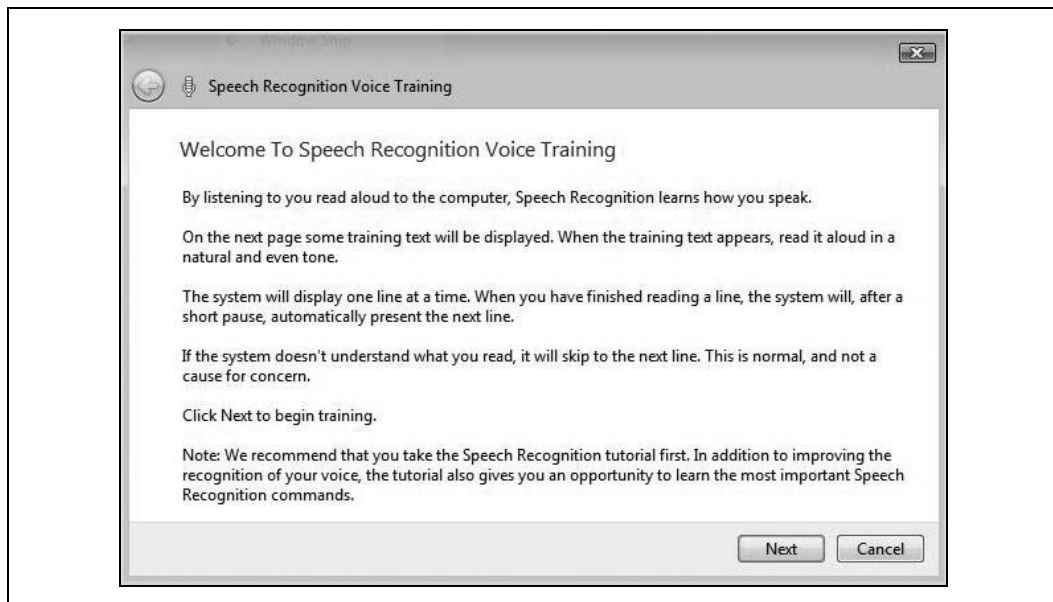 Window Snip
Speech Recognition Voice Training
Welcome To Speech Recognition Voice Training
By listening to you read aloud to the computer, Speech Recognition learns how you speak.
On the next page some training text will be displayed. When the training text appears, read it aloud in a
natural and even tone.
The system will display one line at a time. When you have finished reading a line, the system will, after a
short pause, automatically present the next line.
If the system doesn't understand what you read, it will skip to the next line. This is normal, and not a
cause for concern.
Click Next to begin training.
Note: We recommend that you take the Speech Recognition tutorial first. In addition to improving the
recognition of your voice, the tutorial also gives you an opportunity to learn the most important Speech
Recognition commands.
Next
Cancel